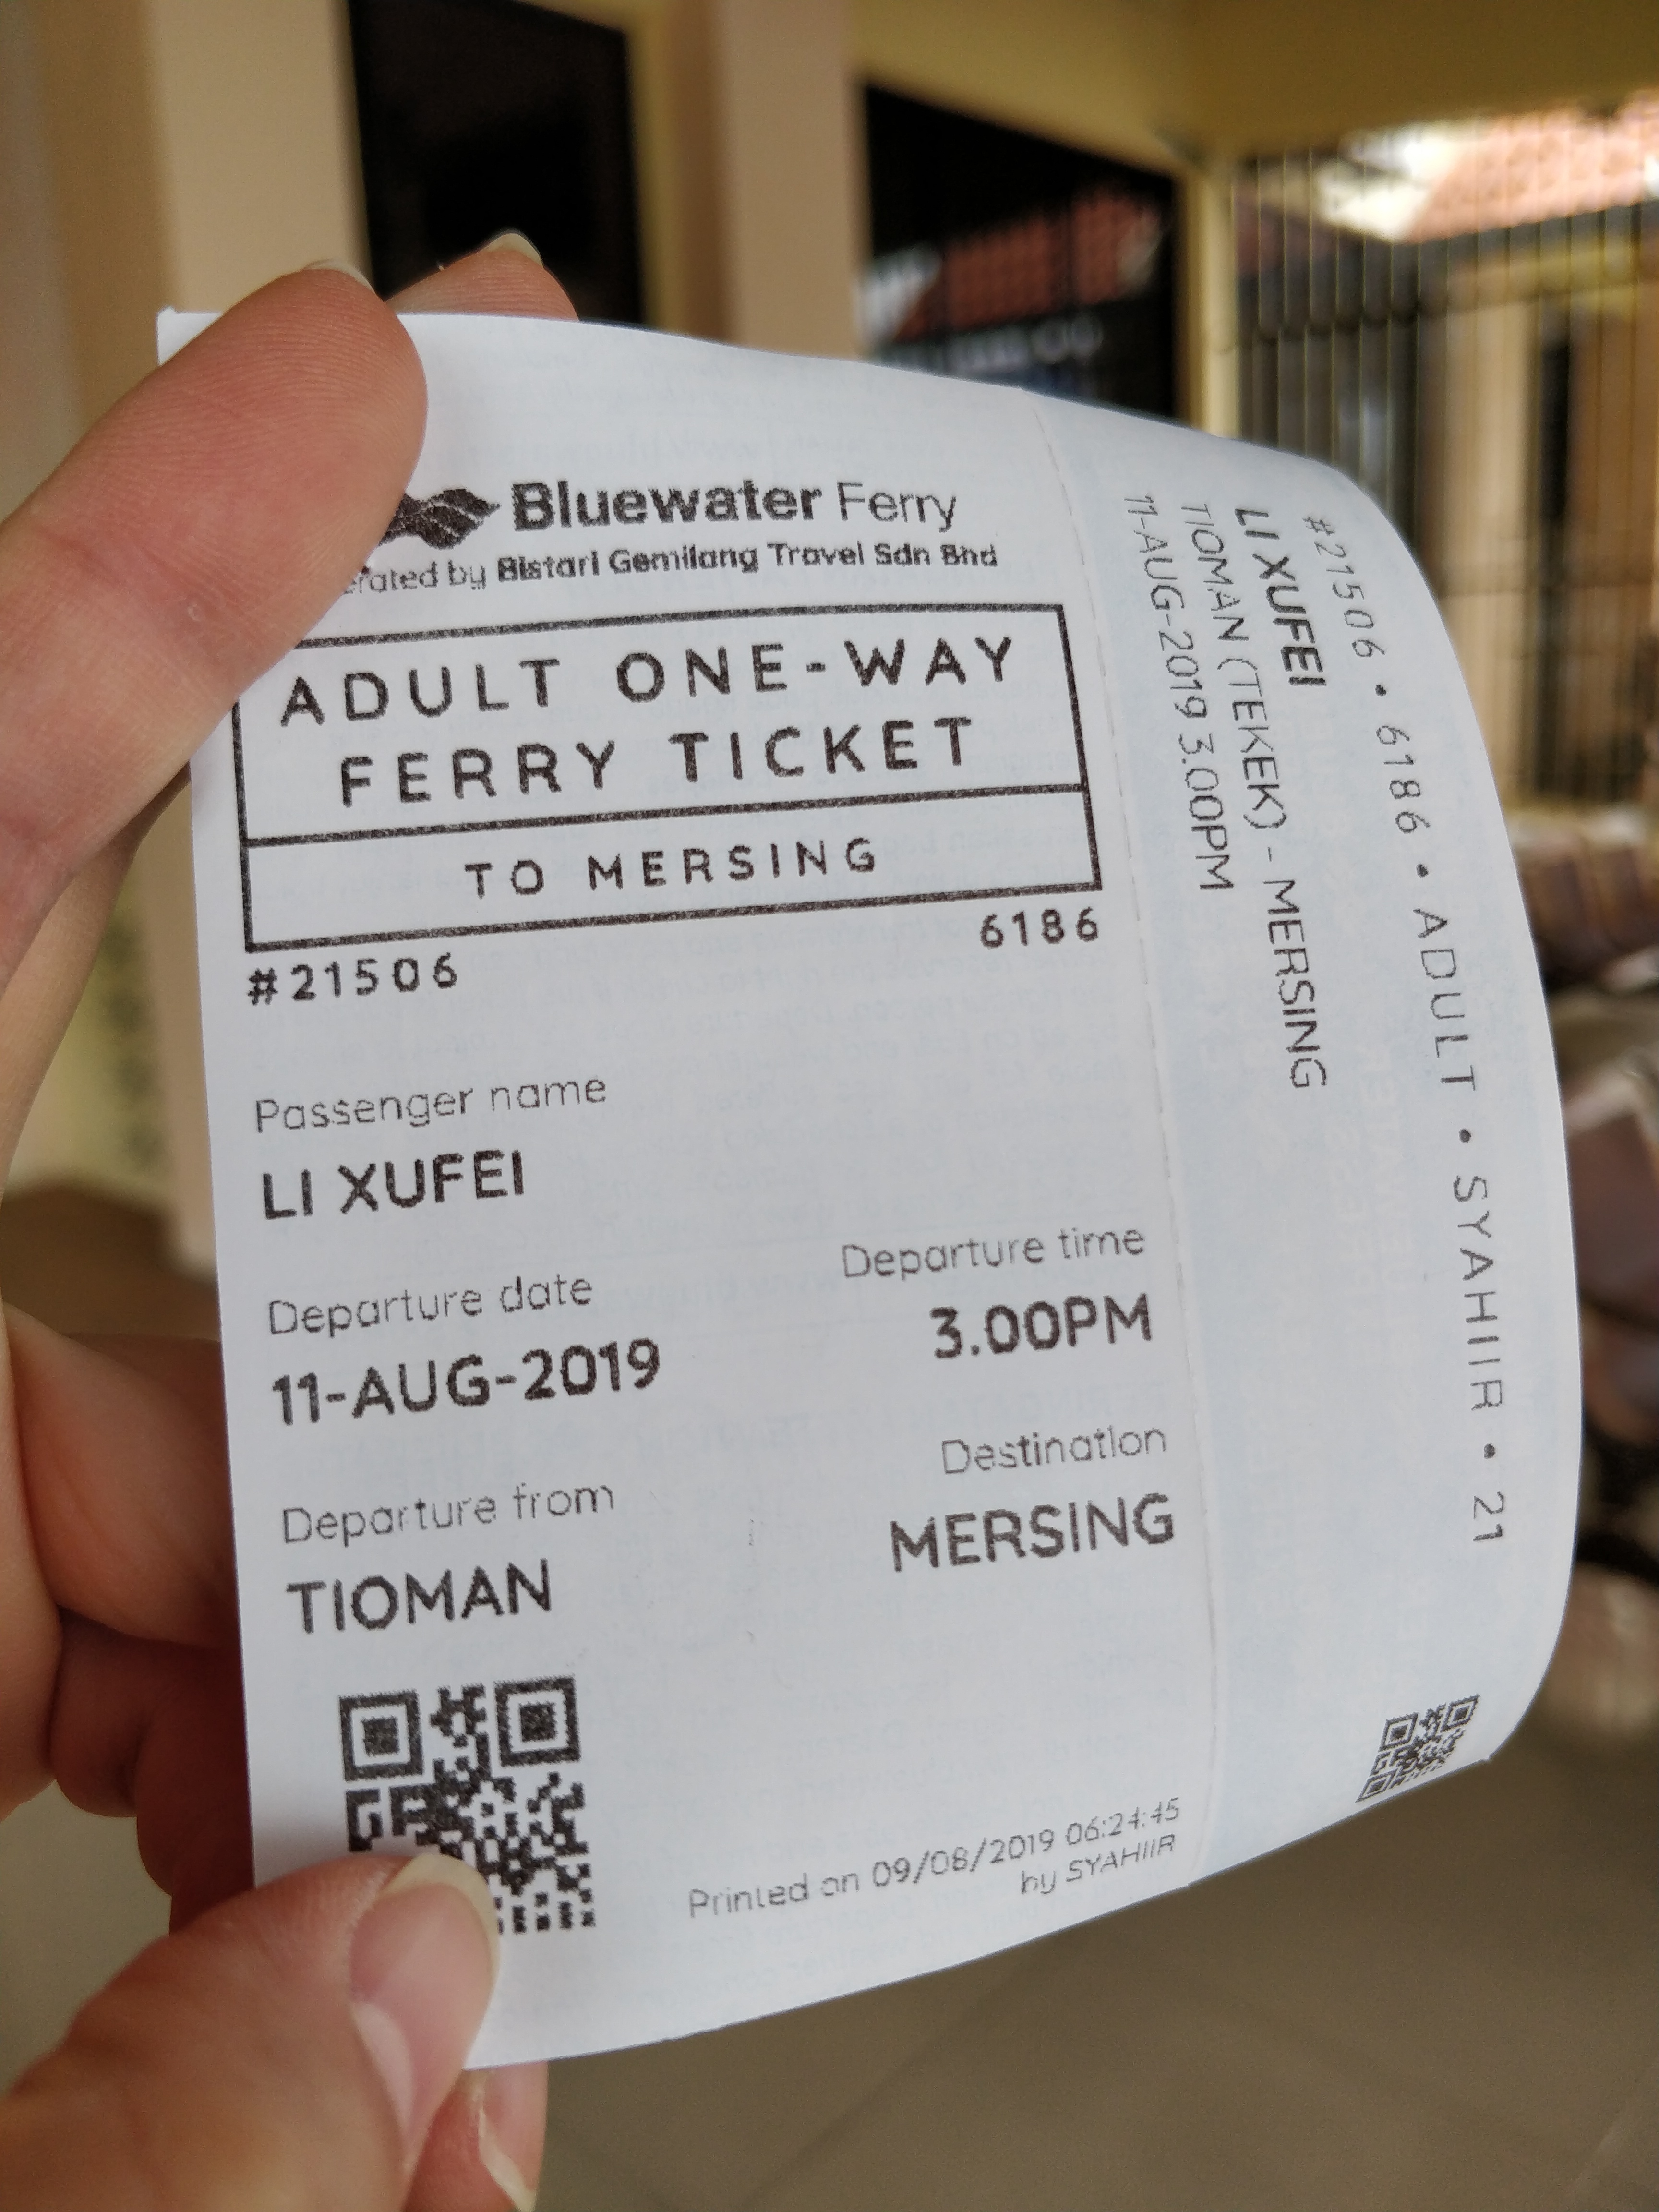 Bluewater Ferry
erated by Bistari Gemilang Travel Sdn Bhd
ADULT ONE-WAY
FERRY TICKET
TO MERSING
#21506 6186
Passenger name
LI XUFEI
Departure date Departure time
11-AUG-2019 3.00PM
Departure from Destination
TIOMAN MERSING
Printed on 09/08/2019 06:24:45
by SYAHIIR
#21506 • 6186 • ADULT • SYAHIIR • 21
LI XUFEI
TIOMAN (TEKEK) - MERSING
11-AUG-2019 3.00PM